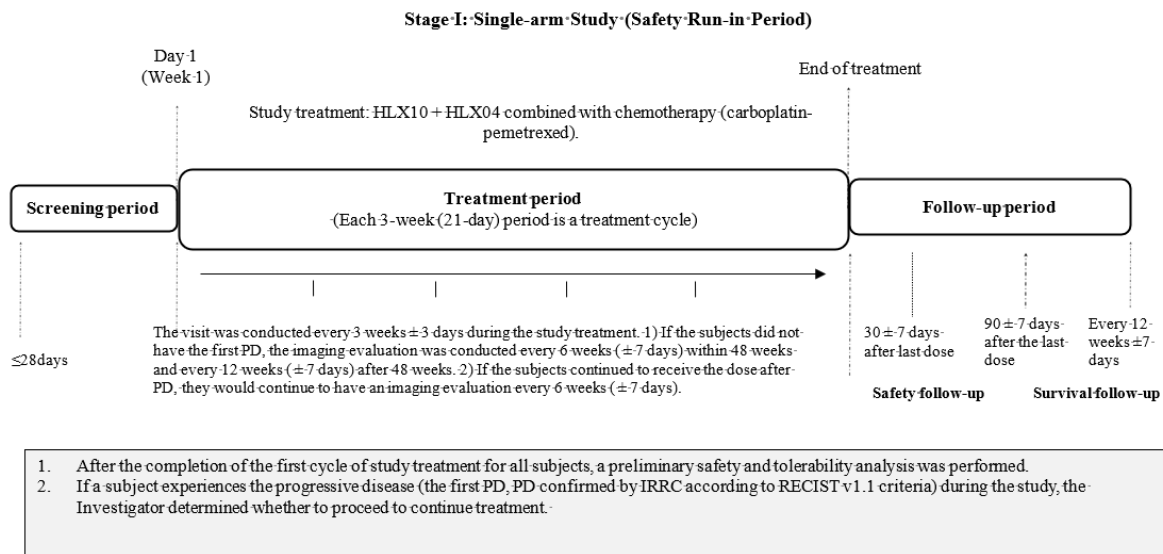 Stage I: Single-arm Study (Safety Run-in Period)
Day 1
(Week 1)
End of treatment
Study treatment: HLX10 + HLX04 combined with chemotherapy (carboplatin-
pemetrexed).
Screening period
Treatment period
(Each 3-week (21-day) period is a treatment cycle)
Follow-up period
≤28days
The visit was conducted every 3 weeks ± 3 days during the study treatment. 1) If the subjects did not
have the first PD, the imaging evaluation was conducted every 6 weeks (± 7 days) within 48 weeks
and every 12 weeks (± 7 days) after 48 weeks. 2) If the subjects continued to receive the dose after
PD, they would continue to have an imaging evaluation every 6 weeks (± 7 days).
30 ± 7 days
after last dose
90 ± 7 days
after the last
dose
Every 12
weeks ±7
days
Safety follow-up
Survival follow-up
1. After the completion of the first cycle of study treatment for all subjects, a preliminary safety and tolerability analysis was performed.
2. If a subject experiences the progressive disease (the first PD, PD confirmed by IRRC according to RECIST v1.1 criteria) during the study, the
Investigator determined whether to proceed to continue treatment.